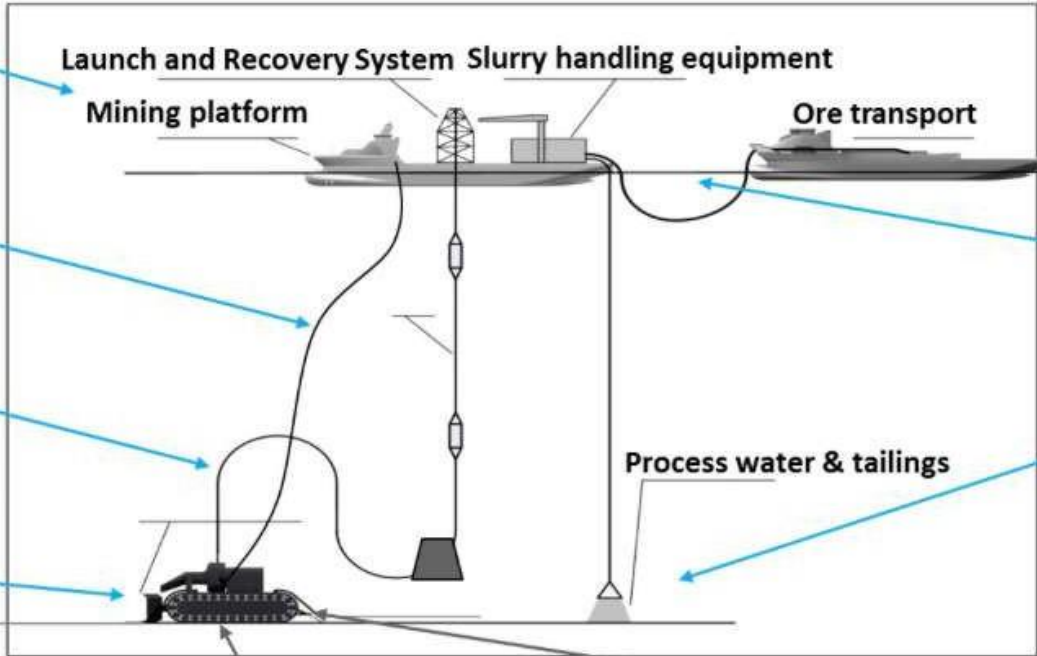 Launch and Recovery System
Slurry handling equipment
Mining platform
Ore transport
Process water & tailings